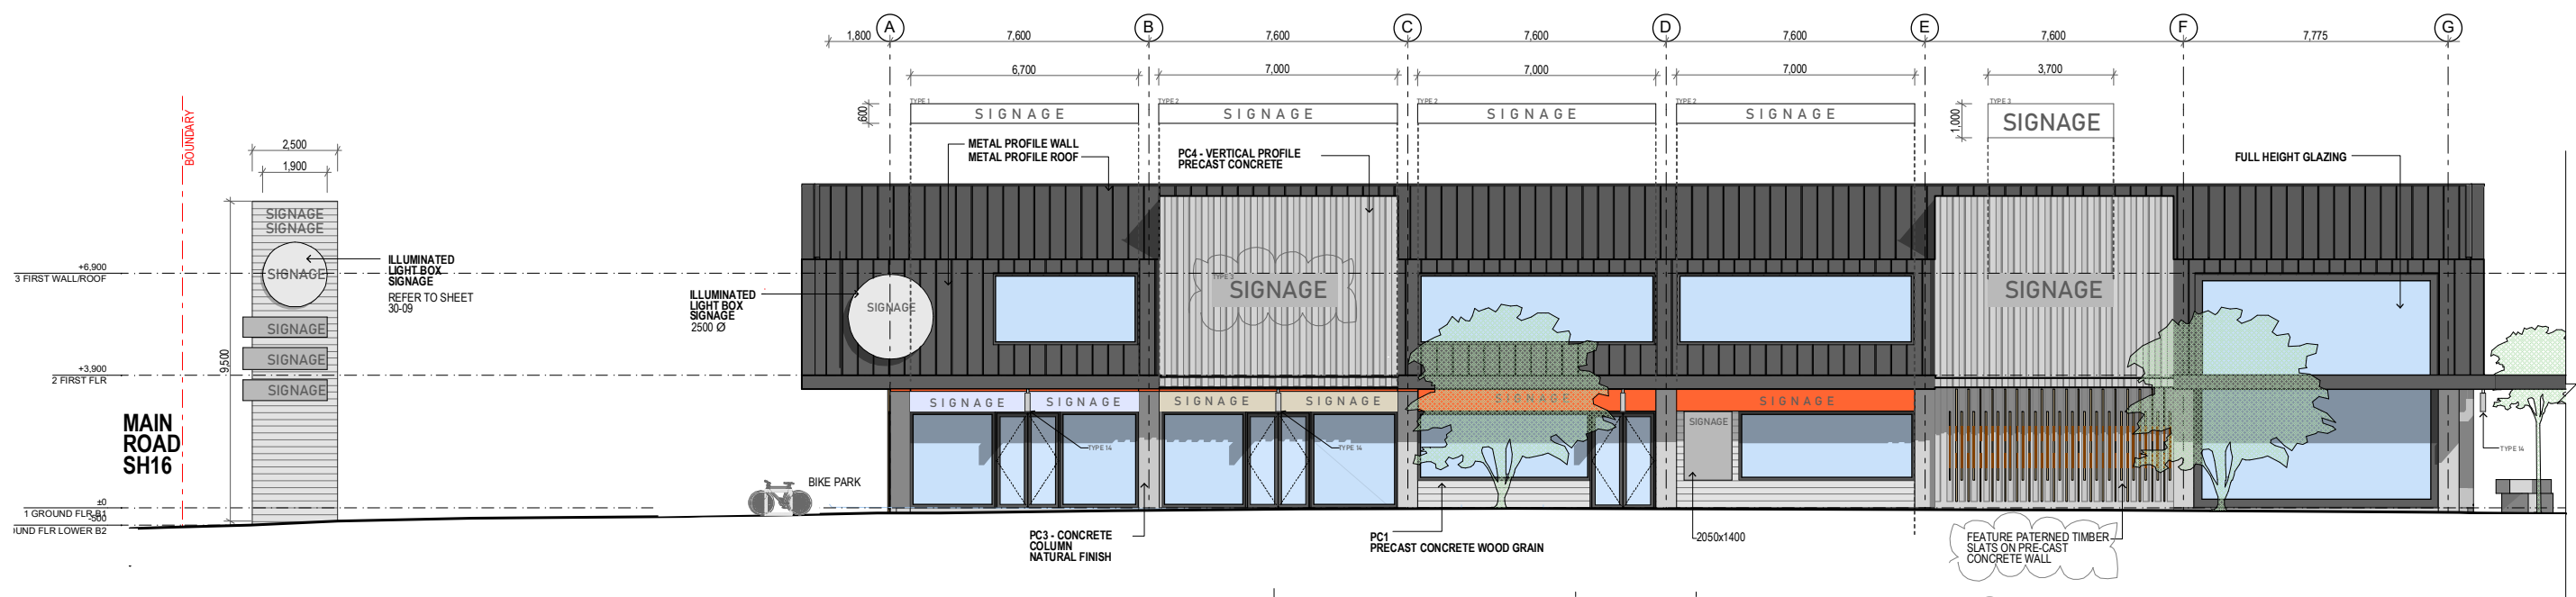 A
B
C
D
E
F
G
1,800
7,600
7,600
7,600
7,600
7,600
7,775
6,700
7,000
7,000
7,000
3,700
TYPE 1
TYPE 2
TYPE 2
TYPE 2
TYPE 3
600
SIGNAGE
SIGNAGE
SIGNAGE
SIGNAGE
1,000
SIGNAGE
BOUNDARY
2,500
1,900
METAL PROFILE WALL
METAL PROFILE ROOF
PC4 - VERTICAL PROFILE
PRECAST CONCRETE
FULL HEIGHT GLAZING
SIGNAGE
SIGNAGE
SIGNAGE
ILLUMINATED
LIGHT BOX
SIGNAGE
REFER TO SHEET
30-09
+6,900
3 FIRST WALL/ROOF
ILLUMINATED
LIGHT BOX
SIGNAGE
2500 Ø
SIGNAGE
TYPE 3
SIGNAGE
SIGNAGE
SIGNAGE
SIGNAGE
SIGNAGE
9,500
+3,900
2 FIRST FLR
SIGNAGE
SIGNAGE
SIGNAGE
SIGNAGE
SIGNAGE
SIGNAGE
SIGNAGE
MAIN
ROAD
SH16
TYPE 14
TYPE 14
TYPE 14
BIKE PARK
±0
1 GROUND FLR B1
-500
UND FLR LOWER B2
PC3 - CONCRETE
COLUMN
NATURAL FINISH
PC1
PRECAST CONCRETE WOOD GRAIN
2050x1400
FEATURE PATERNED TIMBER
SLATS ON PRE-CAST
CONCRETE WALL